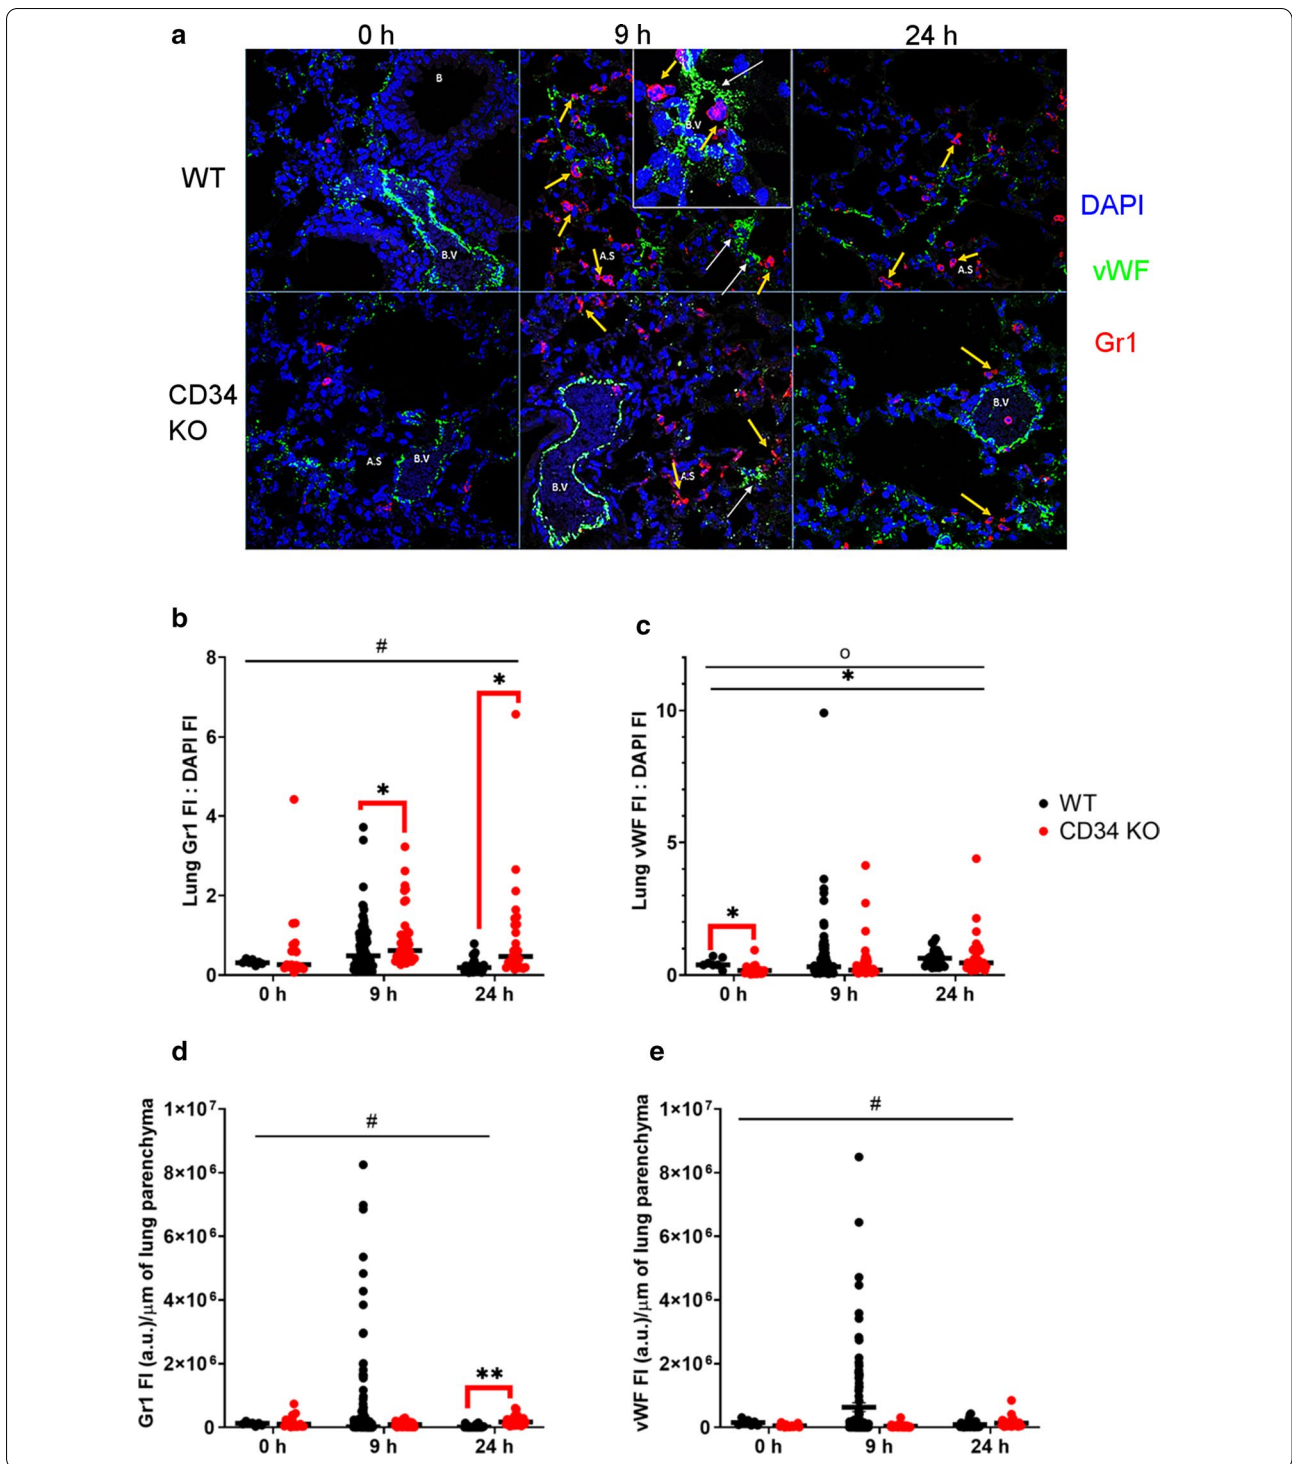 a
0 h 9 h 24 h
WT
B
B.V
B.V
A.S
A.S
DAPI
vWF
Gr1
CD34
KO
A.S
B.V
B.V
A.S
B.V
b
#
*
*
8
6
4
2
0
Lung Gr1 FI : DAPI FI
0 h 9 h 24 h
c
o
*
*
10
5
0
Lung vWF FI : DAPI FI
0 h 9 h 24 h
WT
CD34 KO
d
#
**
1×10⁷
8×10⁶
6×10⁶
4×10⁶
2×10⁶
0
Gr1 FI (a.u.)/μm of lung parenchyma
0 h 9 h 24 h
e
#
1×10⁷
8×10⁶
6×10⁶
4×10⁶
2×10⁶
0
vWF FI (a.u.)/μm of lung parenchyma
0 h 9 h 24 h